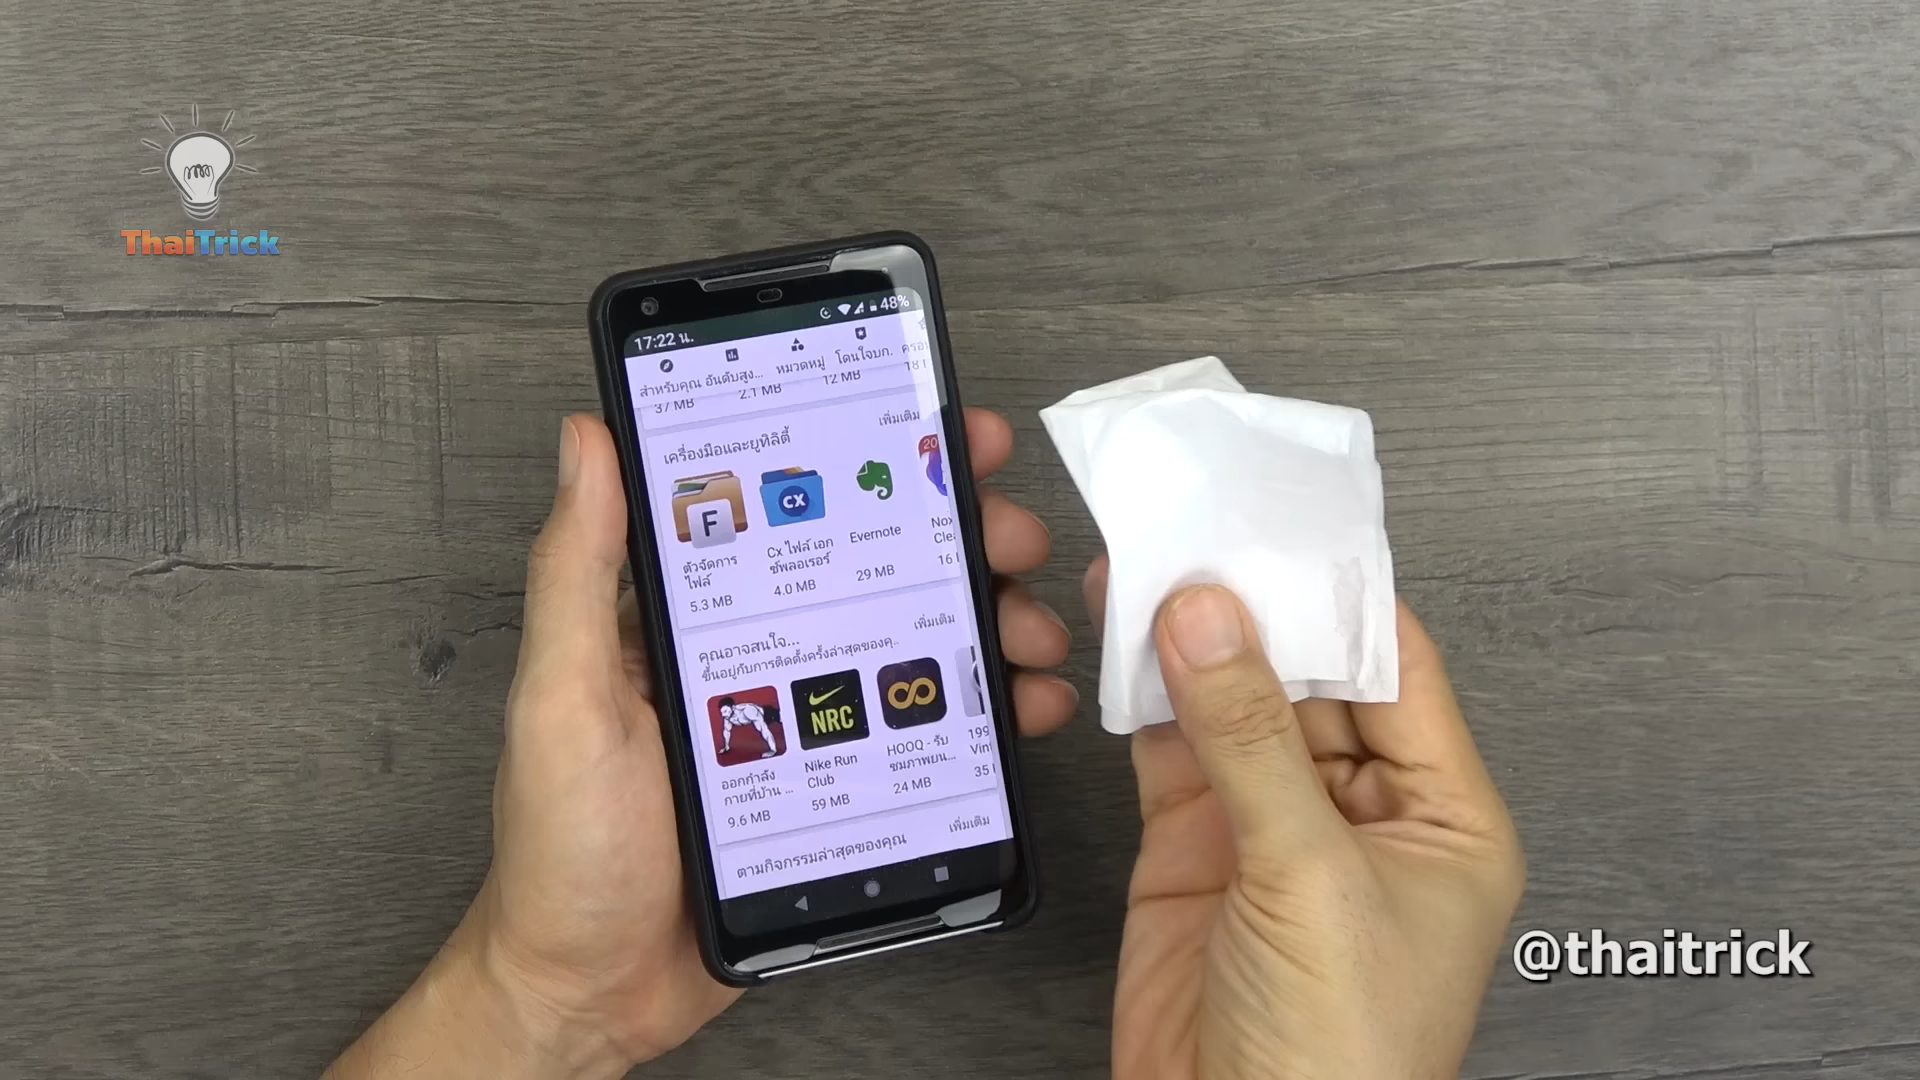 ThaiTrick
17:22 น.
48%
สำหรับคุณ
อันดับสูง...
หมวดหมู่
โดนใจบก.
37 MB
2.1 MB
12 MB
เครื่องมือและยูทิลิตี้
เพิ่มเติม
20
F
cx
ตัวจัดการ
ไฟล์
5.3 MB
Cx ไฟล์ เอก
ซ์พลอเรอร์
4.0 MB
Evernote
29 MB
คุณอาจสนใจ...
เพิ่มเติม
ขึ้นอยู่กับการติดตั้งครั้งล่าสุดของคุ..
NRC
ออกกำลัง
กายที่บ้าน ...
9.6 MB
Nike Run
Club
59 MB
HOOQ - รับ
ชมภาพยน...
24 MB
ตามกิจกรรมล่าสุดของคุณ
เพิ่มเติม
@thaitrick